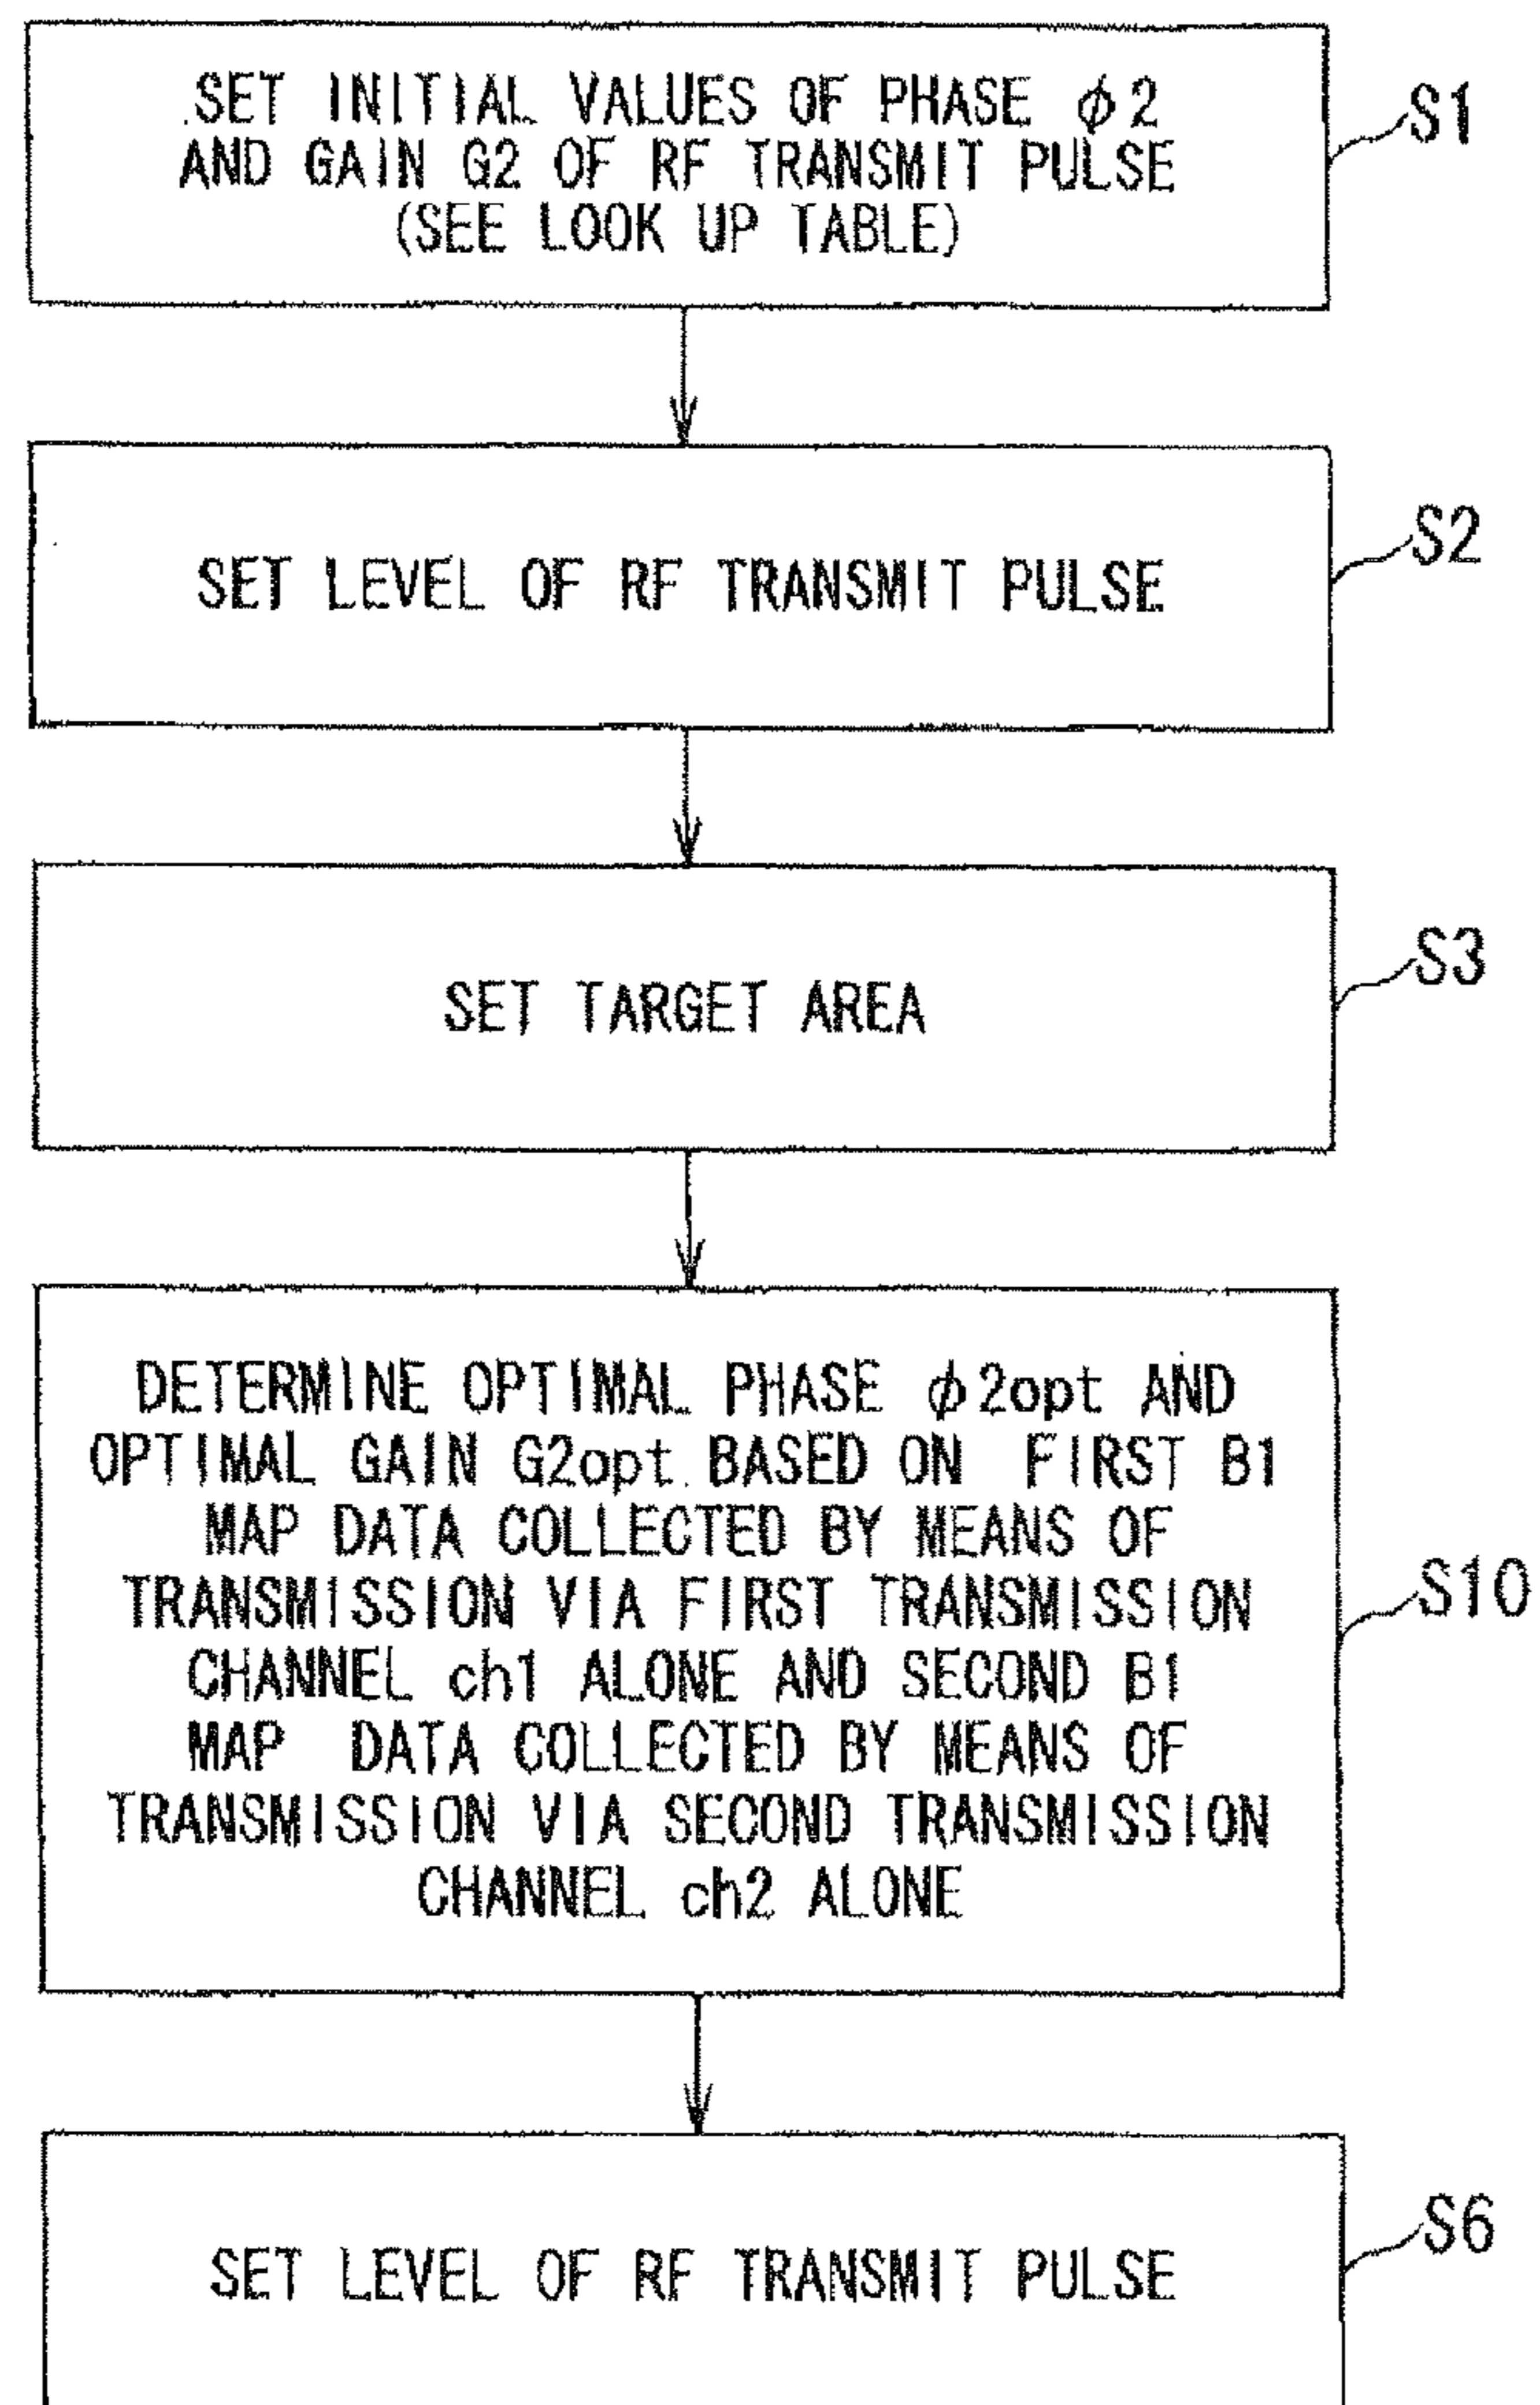 SET INITIAL VALUES OF PHASE φ2
AND GAIN G2 OF RF TRANSMIT PULSE
(SEE LOOK UP TABLE)
S1
SET LEVEL OF RF TRANSMIT PULSE
S2
SET TARGET AREA
S3
DETERMINE OPTIMAL PHASE φ2opt AND
OPTIMAL GAIN G2opt BASED ON FIRST B1
MAP DATA COLLECTED BY MEANS OF
TRANSMISSION VIA FIRST TRANSMISSION
CHANNEL ch1 ALONE AND SECOND B1
MAP DATA COLLECTED BY MEANS OF
TRANSMISSION VIA SECOND TRANSMISSION
CHANNEL ch2 ALONE
S10
SET LEVEL OF RF TRANSMIT PULSE
S6